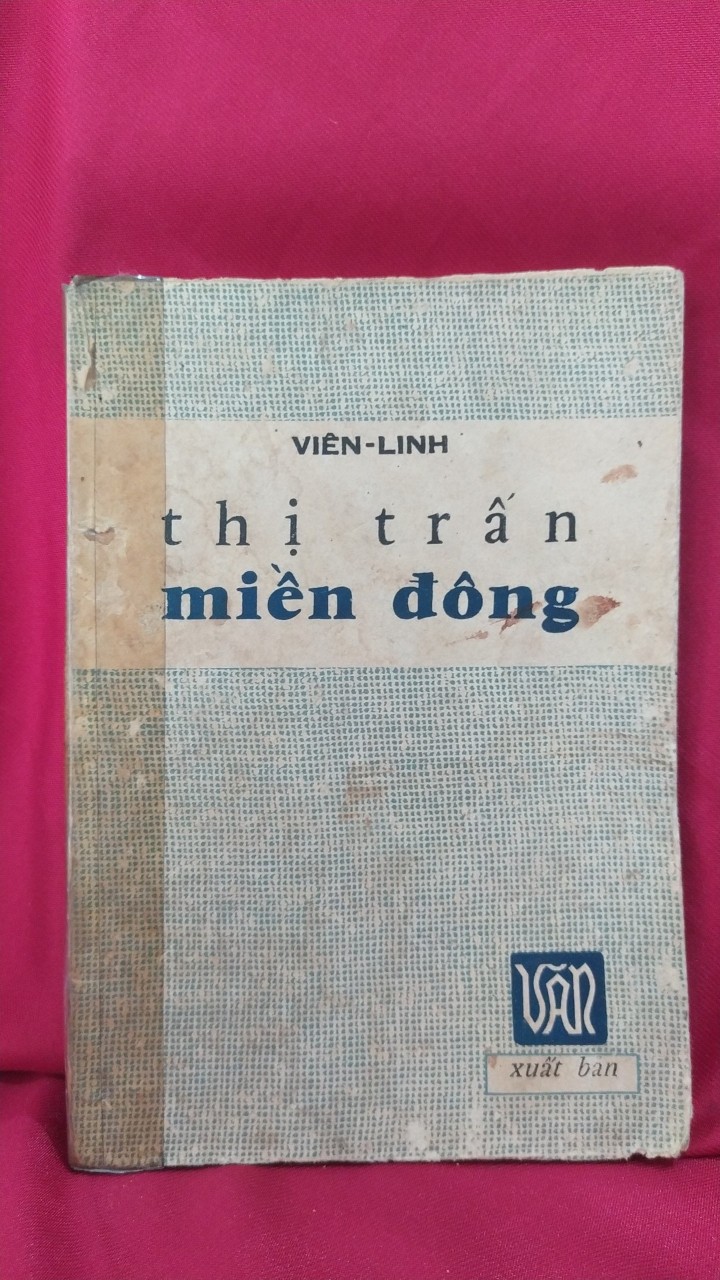 VIÊN-LINH
thị trấn
miền đông
VĂN
xuất ban